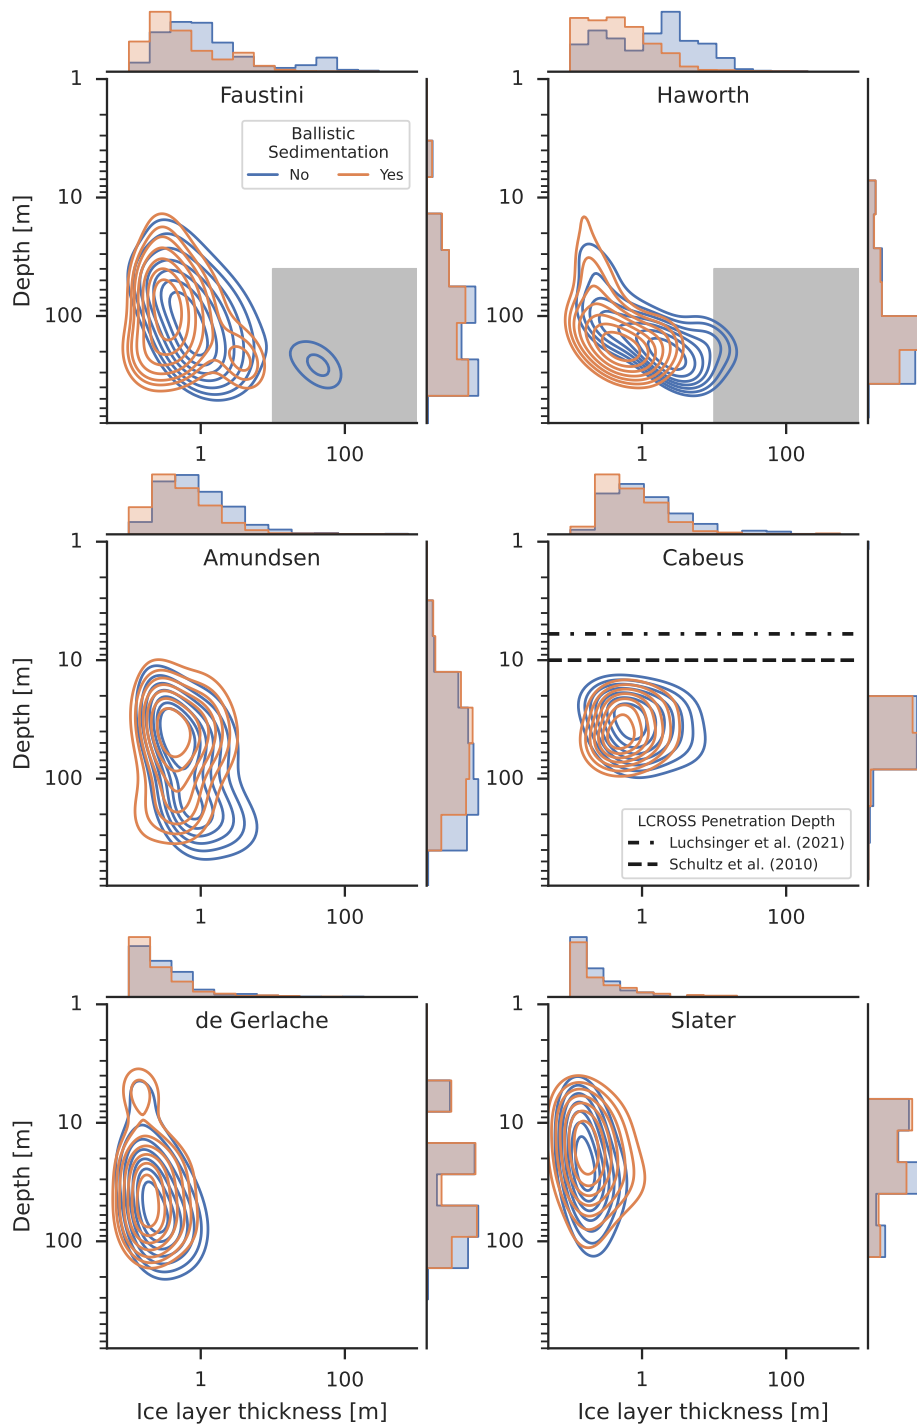 Faustini
Haworth
1
10
100
Depth [m]
Ballistic
Sedimentation
No
Yes
1
100
1
10
100
1
100
Amundsen
Cabeus
1
10
100
Depth [m]
1
100
1
10
100
LCROSS Penetration Depth
Luchsinger et al. (2021)
Schultz et al. (2010)
1
100
de Gerlache
Slater
1
10
100
Depth [m]
1
100
Ice layer thickness [m]
1
10
100
1
100
Ice layer thickness [m]